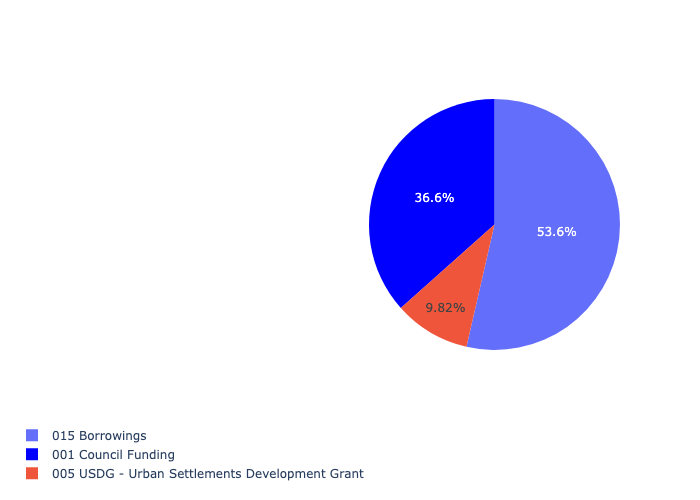 36.6%
53.6%
9.82%
015 Borrowings
001 Council Funding
005 USDG - Urban Settlements Development Grant